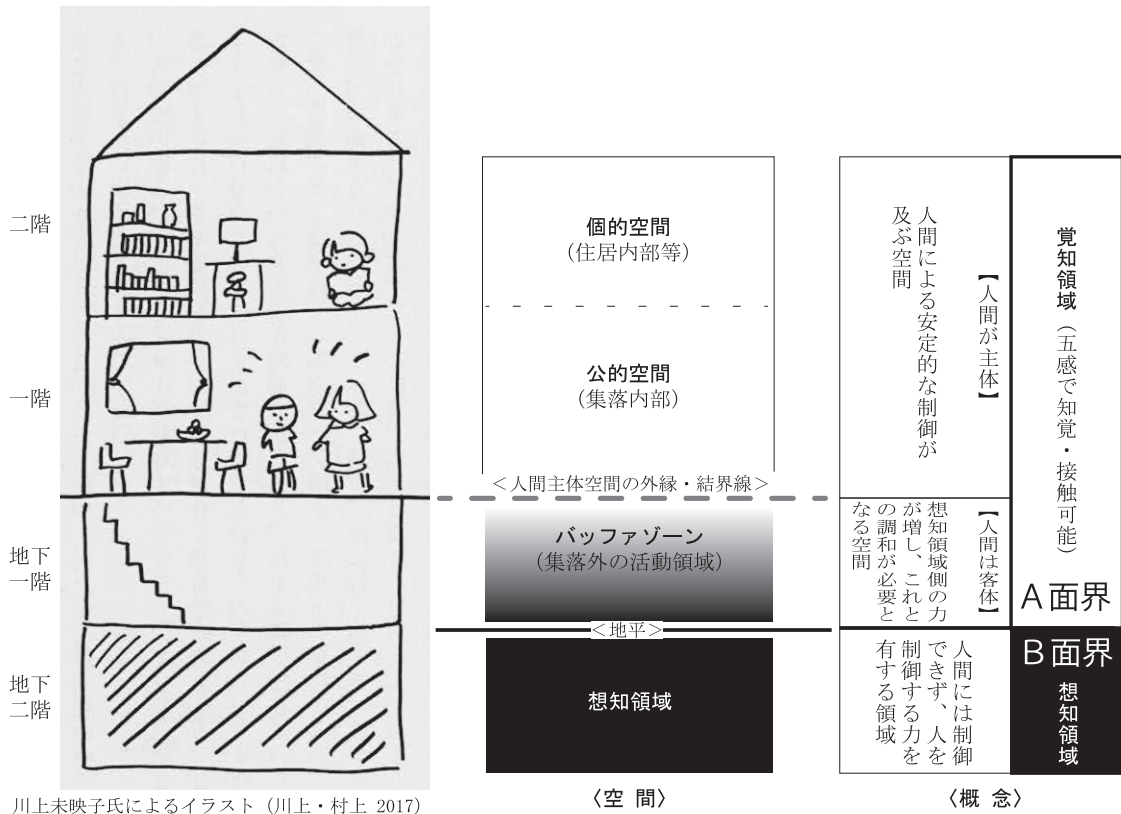 二階
一階
地下
一階
地下
二階
川上未映子氏によるイラスト（川上・村上 2017）
個的空間
（住居内部等）
公的空間
（集落内部）
＜人間主体空間の外縁・結界線＞
バッファゾーン
（集落外の活動領域）
＜地平＞
想知領域
〈空 間〉
【人間が主体】
人間による安定的な制御が
及ぶ空間
【人間は客体】
想知領域側の力
が増し、これと
の調和が必要と
なる空間
人間には制御
できず、人を
制御する力を
有する領域
覚知領域（五感で知覚・接触可能）
A面界
B面界
想知領域
〈概 念〉